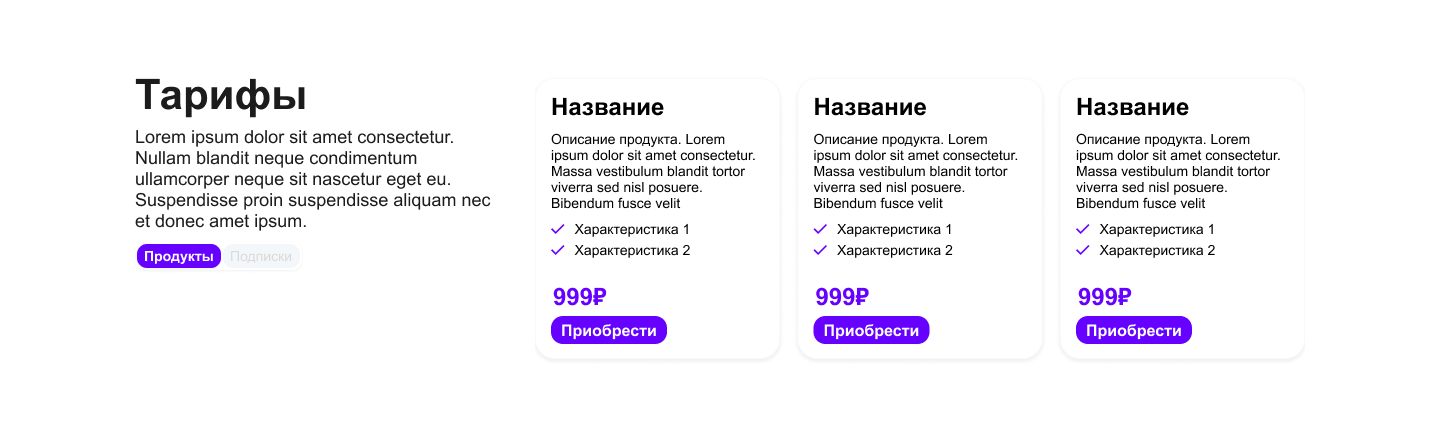 Тарифы
Lorem ipsum dolor sit amet consectetur.
Nullam blandit neque condimentum
ullamcorper neque sit nascetur eget eu.
Suspendisse proin suspendisse aliquam nec
et donec amet ipsum.
Продукты
Подписки
Название
Описание продукта. Lorem
ipsum dolor sit amet consectetur.
Massa vestibulum blandit tortor
viverra sed nisl posuere.
Bibendum fusce velit
Характеристика 1
Характеристика 2
999₽
Приобрести
Название
Описание продукта. Lorem
ipsum dolor sit amet consectetur.
Massa vestibulum blandit tortor
viverra sed nisl posuere.
Bibendum fusce velit
Характеристика 1
Характеристика 2
999₽
Приобрести
Название
Описание продукта. Lorem
ipsum dolor sit amet consectetur.
Massa vestibulum blandit tortor
viverra sed nisl posuere.
Bibendum fusce velit
Характеристика 1
Характеристика 2
999₽
Приобрести